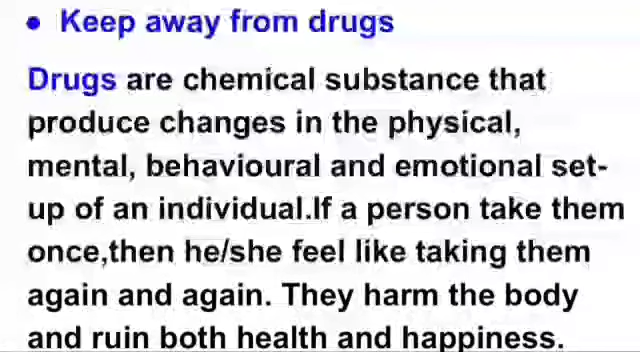 • Keep away from drugs
Drugs are chemical substance that
produce changes in the physical,
mental, behavioural and emotional set-
up of an individual.If a person take them
once,then he/she feel like taking them
again and again. They harm the body
and ruin both health and happiness.